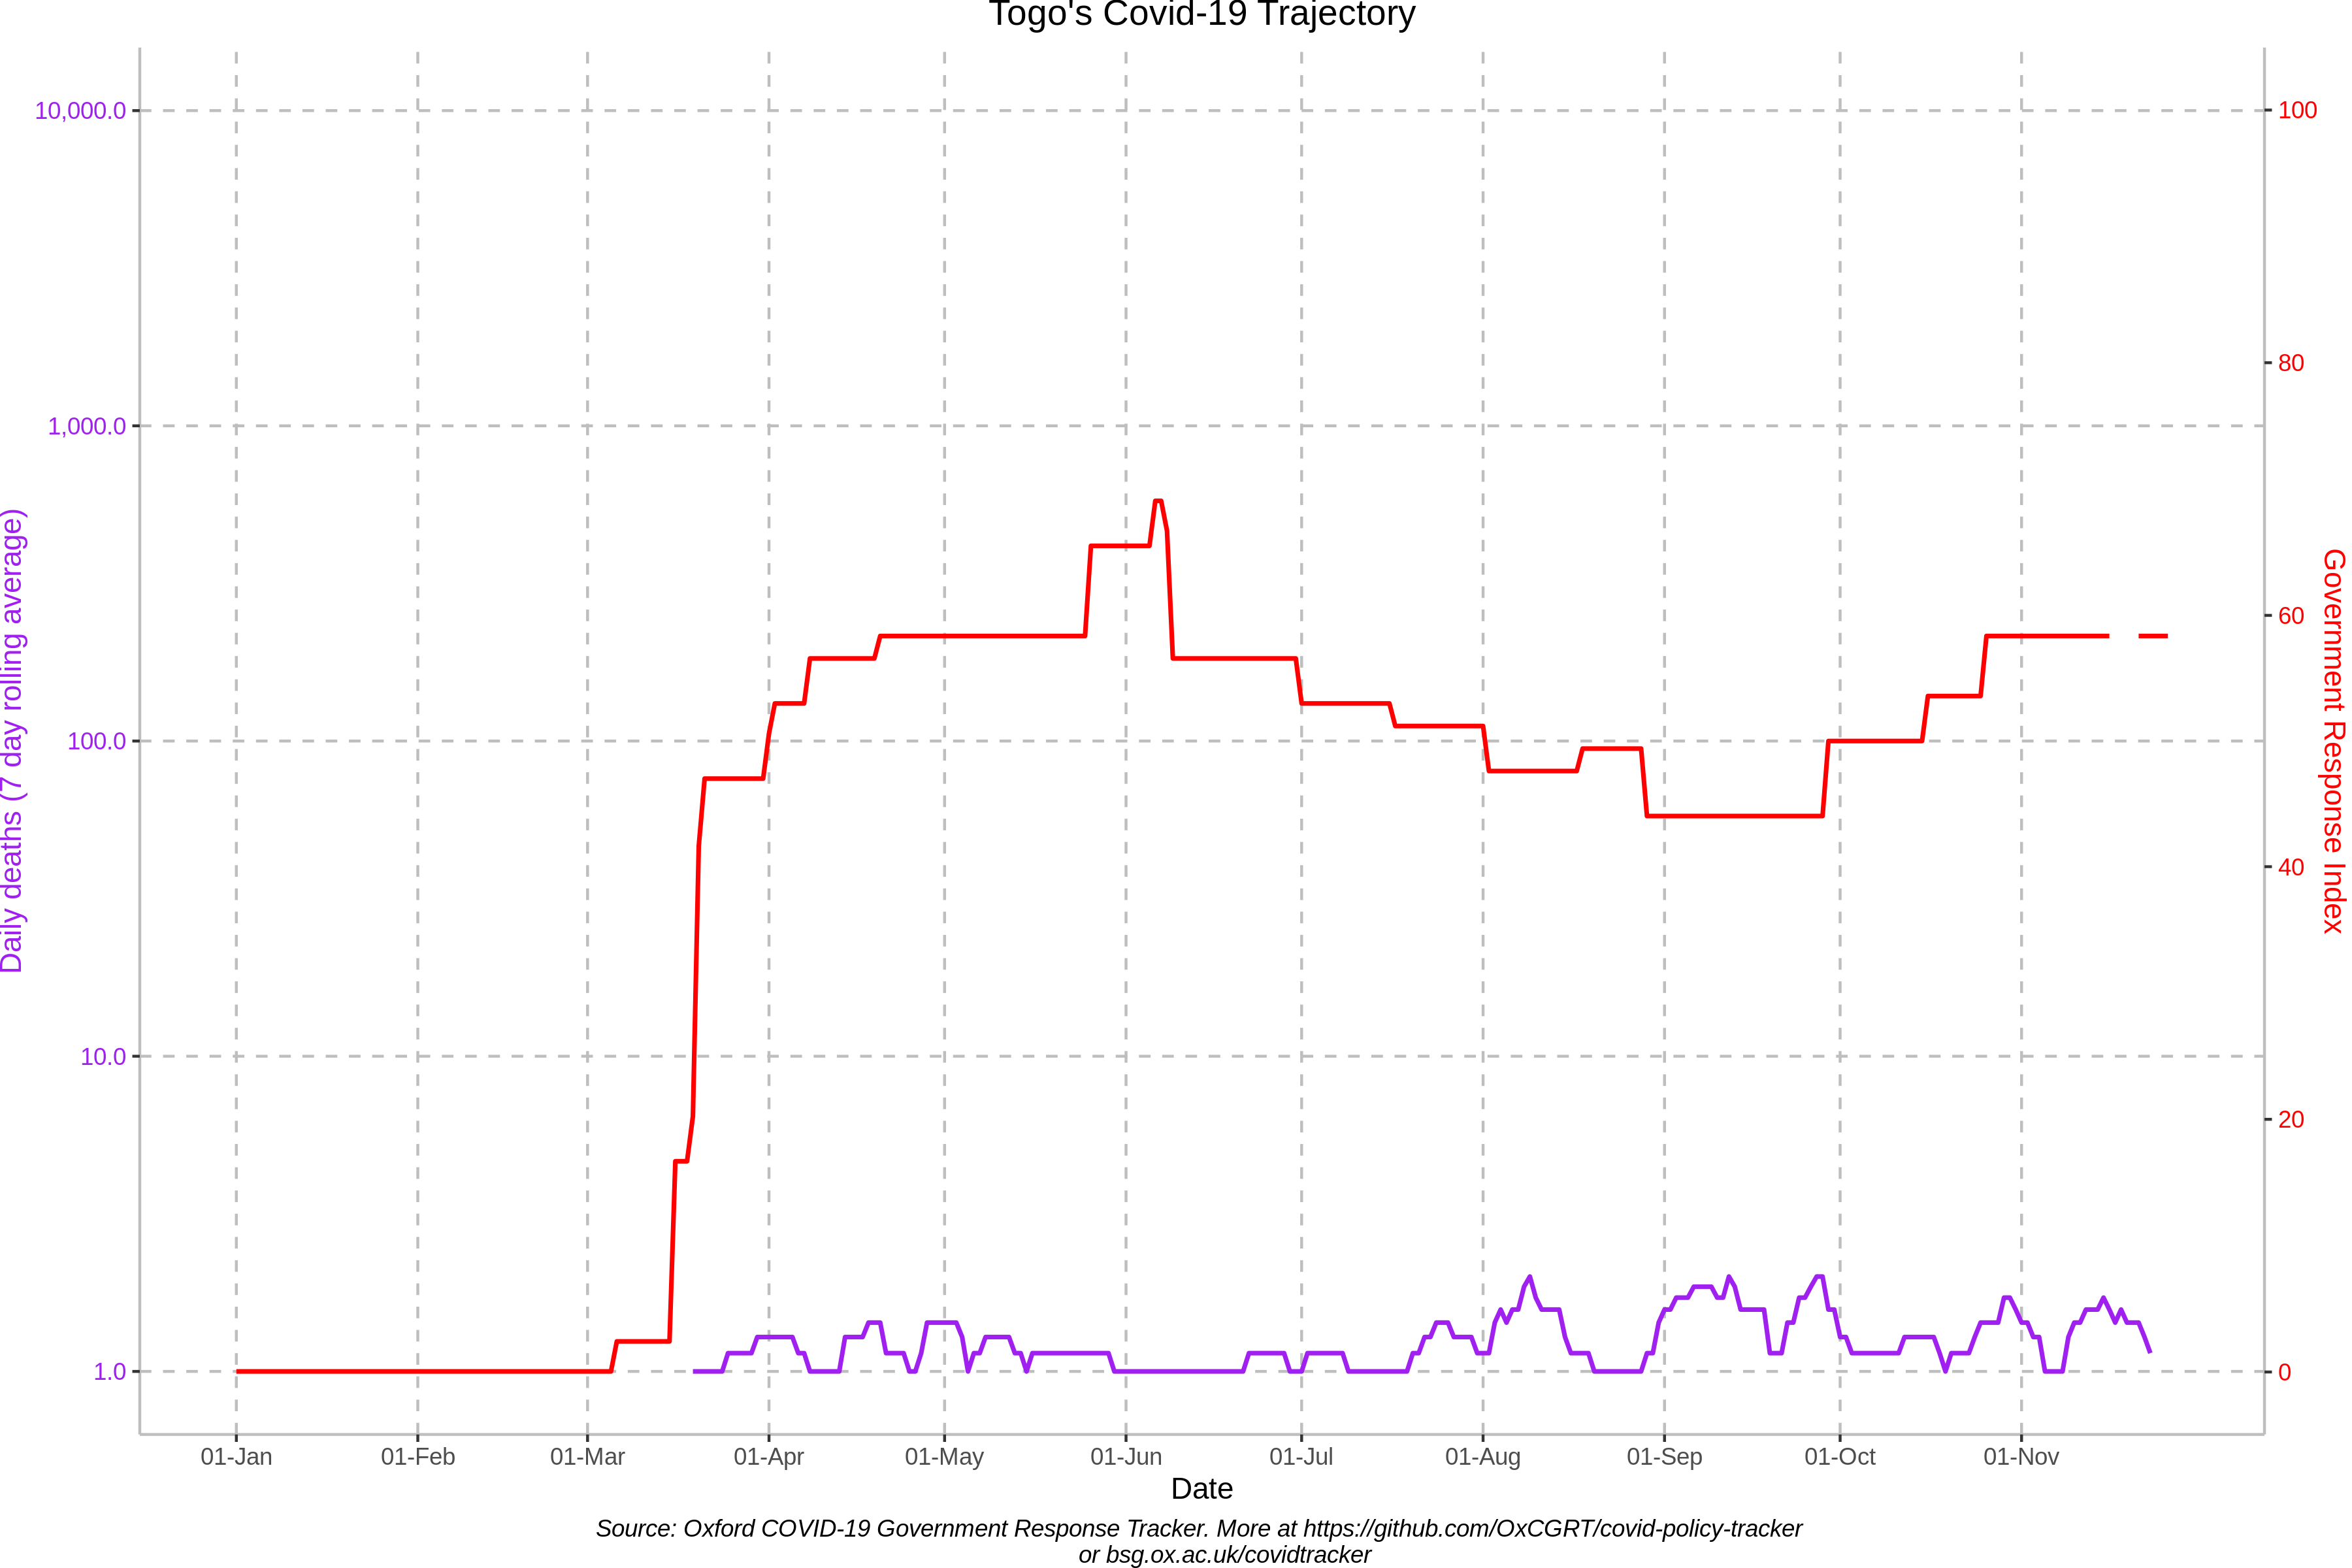 Togo's Covid-19 Trajectory
10,000.0
1,000.0
100.0
10.0
1.0
Daily deaths (7 day rolling average)
100
80
60
40
20
0
Government Response Index
01-Jan 01-Feb 01-Mar 01-Apr 01-May 01-Jun 01-Jul 01-Aug 01-Sep 01-Oct 01-Nov
Date
Source: Oxford COVID-19 Government Response Tracker. More at https://github.com/OxCGRT/covid-policy-tracker
or bsg.ox.ac.uk/covidtracker